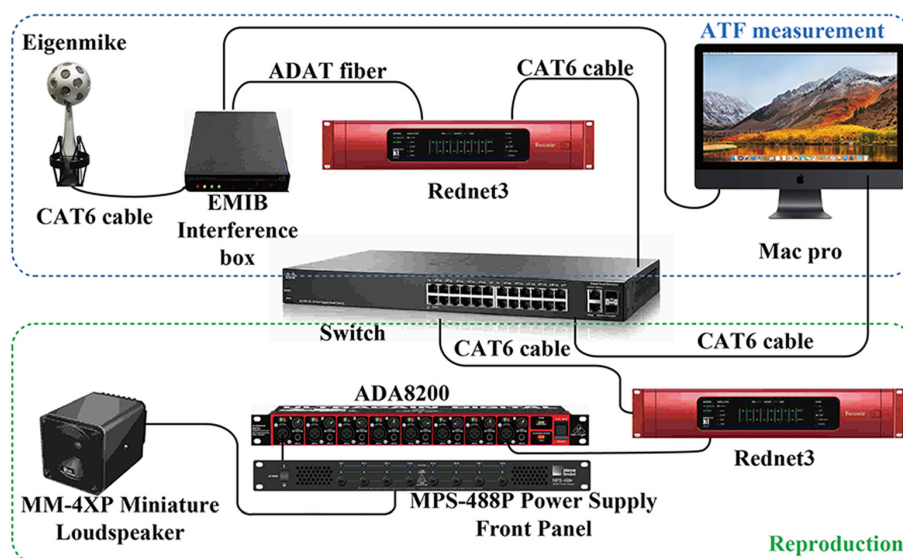 Eigenmike
ADAT fiber
CAT6 cable
ATF measurement
CAT6 cable
EMIB
Interference
box
Rednet3
Mac pro
Switch
CAT6 cable
CAT6 cable
ADA8200
Rednet3
MM-4XP Miniature
Loudspeaker
MPS-488P Power Supply
Front Panel
Reproduction